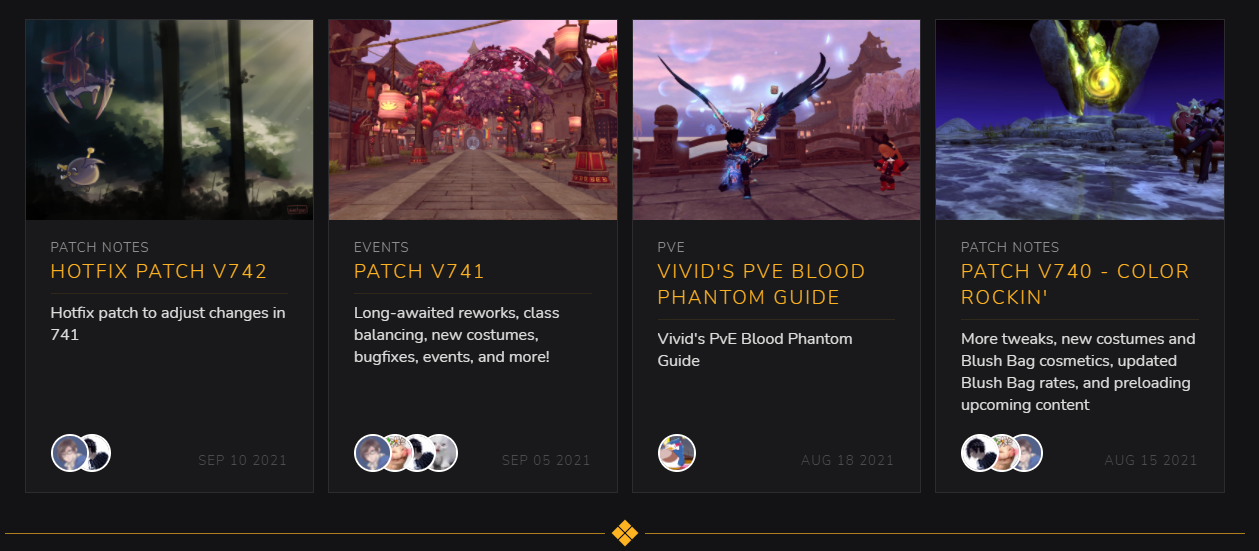 PATCH NOTES
HOTFIX PATCH V742
Hotfix patch to adjust changes in
741
SEP 10 2021
EVENTS
PATCH V741
Long-awaited reworks, class
balancing, new costumes,
bugfixes, events, and more!
SEP 05 2021
PVE
VIVID'S PVE BLOOD
PHANTOM GUIDE
Vivid's PvE Blood Phantom
Guide
AUG 18 2021
PATCH NOTES
PATCH V740 - COLOR
ROCKIN'
More tweaks, new costumes and
Blush Bag cosmetics, updated
Blush Bag rates, and preloading
upcoming content
AUG 15 2021